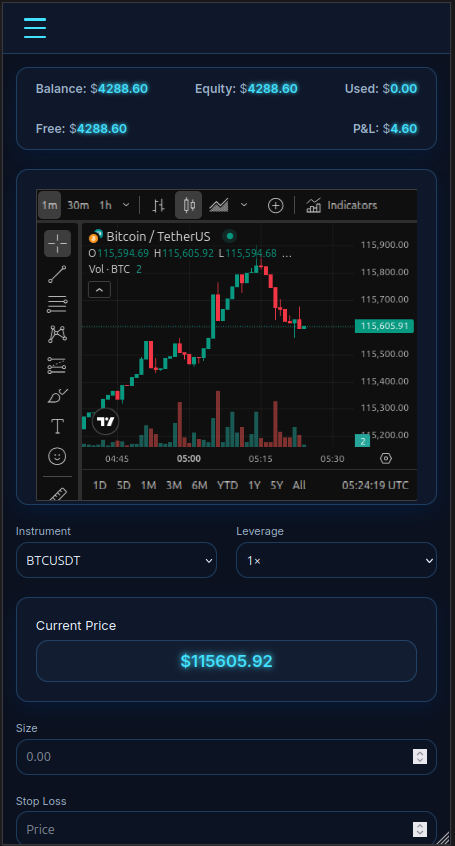 Balance: $4288.60 Equity: $4288.60 Used: $0.00
Free: $4288.60 P&L: $4.60
1m 30m 1h Indicators
Bitcoin / TetherUS
O115,594.69 H115,605.92 L115,594.68 ...
Vol · BTC 2
115,900.00
115,800.00
115,700.00
115,605.91
115,500.00
115,400.00
115,300.00
2
115,200.00
04:45 05:00 05:15 05:30
1D 5D 1M 3M 6M YTD 1Y 5Y All 05:24:19 UTC
Instrument Leverage
BTCUSDT 1×
Current Price
$115605.92
Size
0.00
Stop Loss
Price